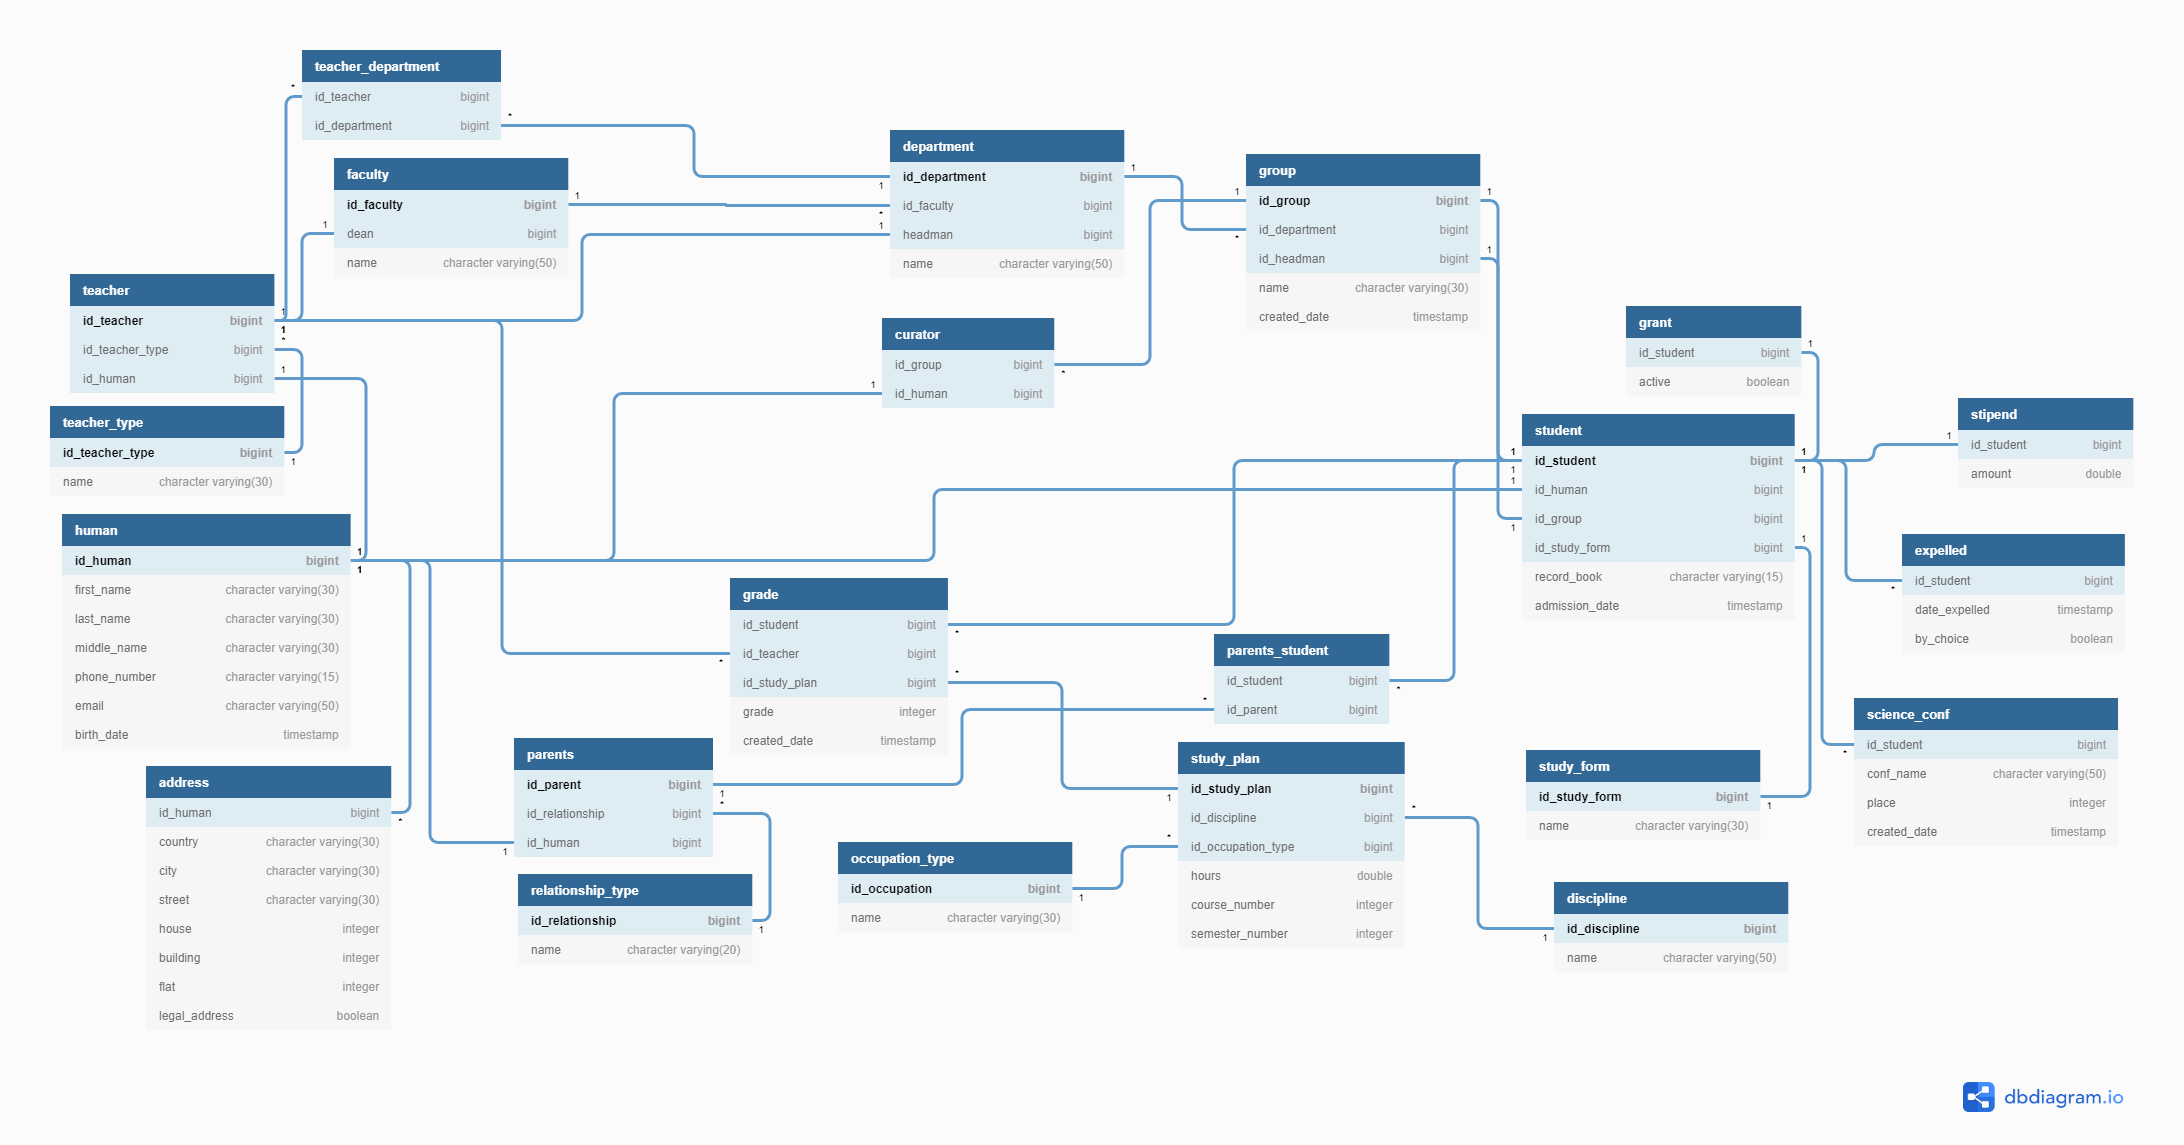 teacher_department
id_teacher bigint
id_department bigint
faculty
id_faculty bigint
dean bigint
name character varying(50)
department
id_department bigint
id_faculty bigint
headman bigint
name character varying(50)
group
id_group bigint
id_department bigint
id_headman bigint
name character varying(30)
created_date timestamp
teacher
id_teacher bigint
id_teacher_type bigint
id_human bigint
curator
id_group bigint
id_human bigint
grant
id_student bigint
active boolean
teacher_type
id_teacher_type bigint
name character varying(30)
student
id_student bigint
id_human bigint
id_group bigint
id_study_form bigint
record_book character varying(15)
admission_date timestamp
stipend
id_student bigint
amount double
human
id_human bigint
first_name character varying(30)
last_name character varying(30)
middle_name character varying(30)
phone_number character varying(15)
email character varying(50)
birth_date timestamp
expelled
id_student bigint
date_expelled timestamp
by_choice boolean
grade
id_student bigint
id_teacher bigint
id_study_plan bigint
grade integer
created_date timestamp
parents_student
id_student bigint
id_parent bigint
science_conf
id_student bigint
conf_name character varying(50)
place integer
created_date timestamp
address
id_human bigint
country character varying(30)
city character varying(30)
street character varying(30)
house integer
building integer
flat integer
legal_address boolean
parents
id_parent bigint
id_relationship bigint
id_human bigint
study_plan
id_study_plan bigint
id_discipline bigint
id_occupation_type bigint
hours double
course_number integer
semester_number integer
study_form
id_study_form bigint
name character varying(30)
occupation_type
id_occupation bigint
name character varying(30)
relationship_type
id_relationship bigint
name character varying(20)
discipline
id_discipline bigint
name character varying(50)
dbdiagram.io